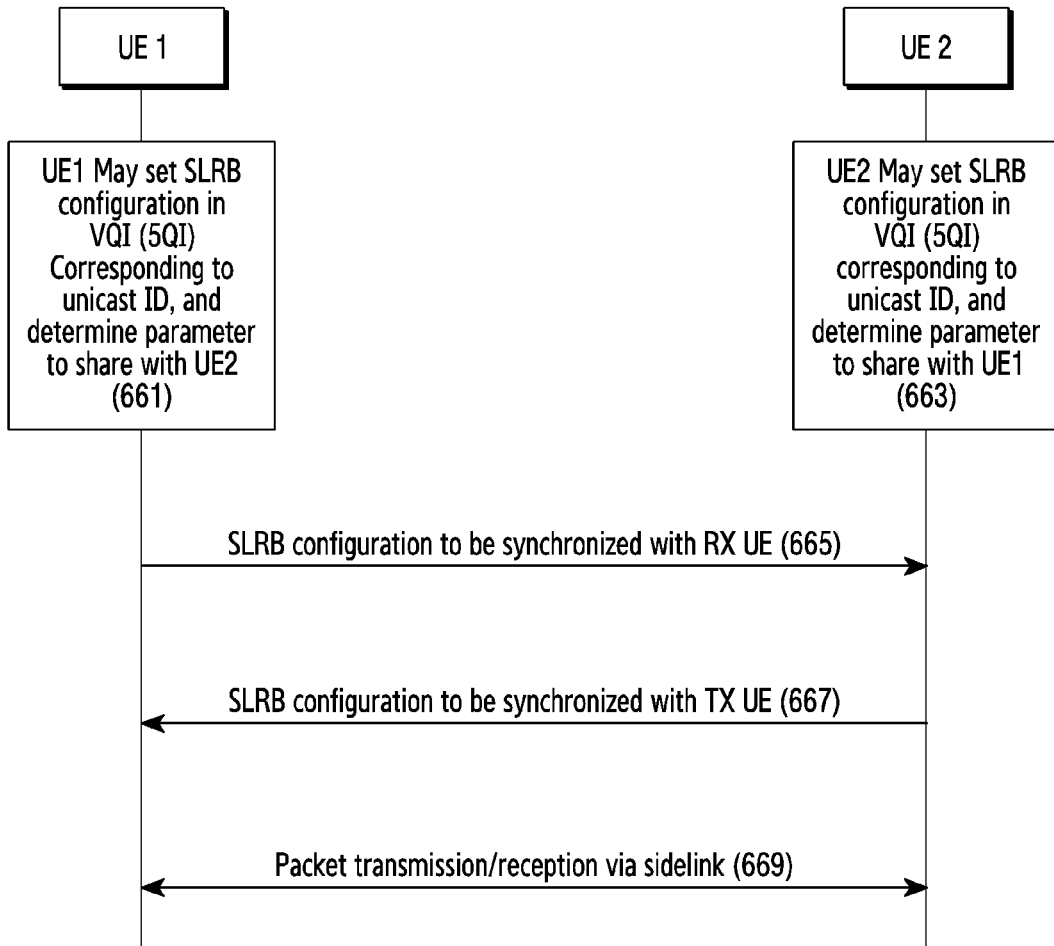 UE 1
UE 2
UE1 May set SLRB
configuration in
VQI (5QI)
Corresponding to
unicast ID, and
determine parameter
to share with UE2
(661)
UE2 May set SLRB
configuration in
VQI (5QI)
corresponding to
unicast ID, and
determine parameter
to share with UE1
(663)
SLRB configuration to be synchronized with RX UE (665)
SLRB configuration to be synchronized with TX UE (667)
Packet transmission/reception via sidelink (669)